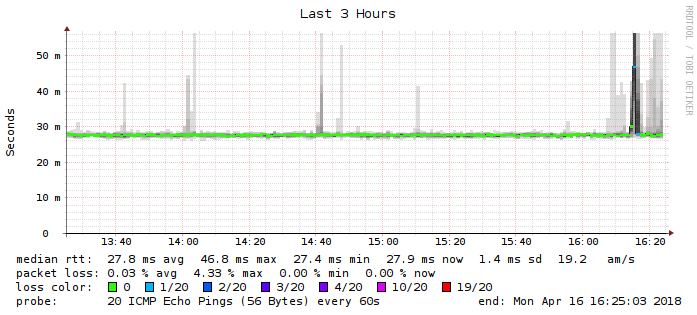 Last 3 Hours
RRDTOOL / TOBI OETIKER
Seconds
50 m
40 m
30 m
20 m
10 m
0
13:40 14:00 14:20 14:40 15:00 15:20 15:40 16:00 16:20
median rtt: 27.8 ms avg 46.8 ms max 27.4 ms min 27.9 ms now 1.4 ms sd 19.2 am/s
packet loss: 0.03 % avg 4.33 % max 0.00 % min 0.00 % now
loss color: 0 1/20 2/20 3/20 4/20 10/20 19/20
probe: 20 ICMP Echo Pings (56 Bytes) every 60s end: Mon Apr 16 16:25:03 2018